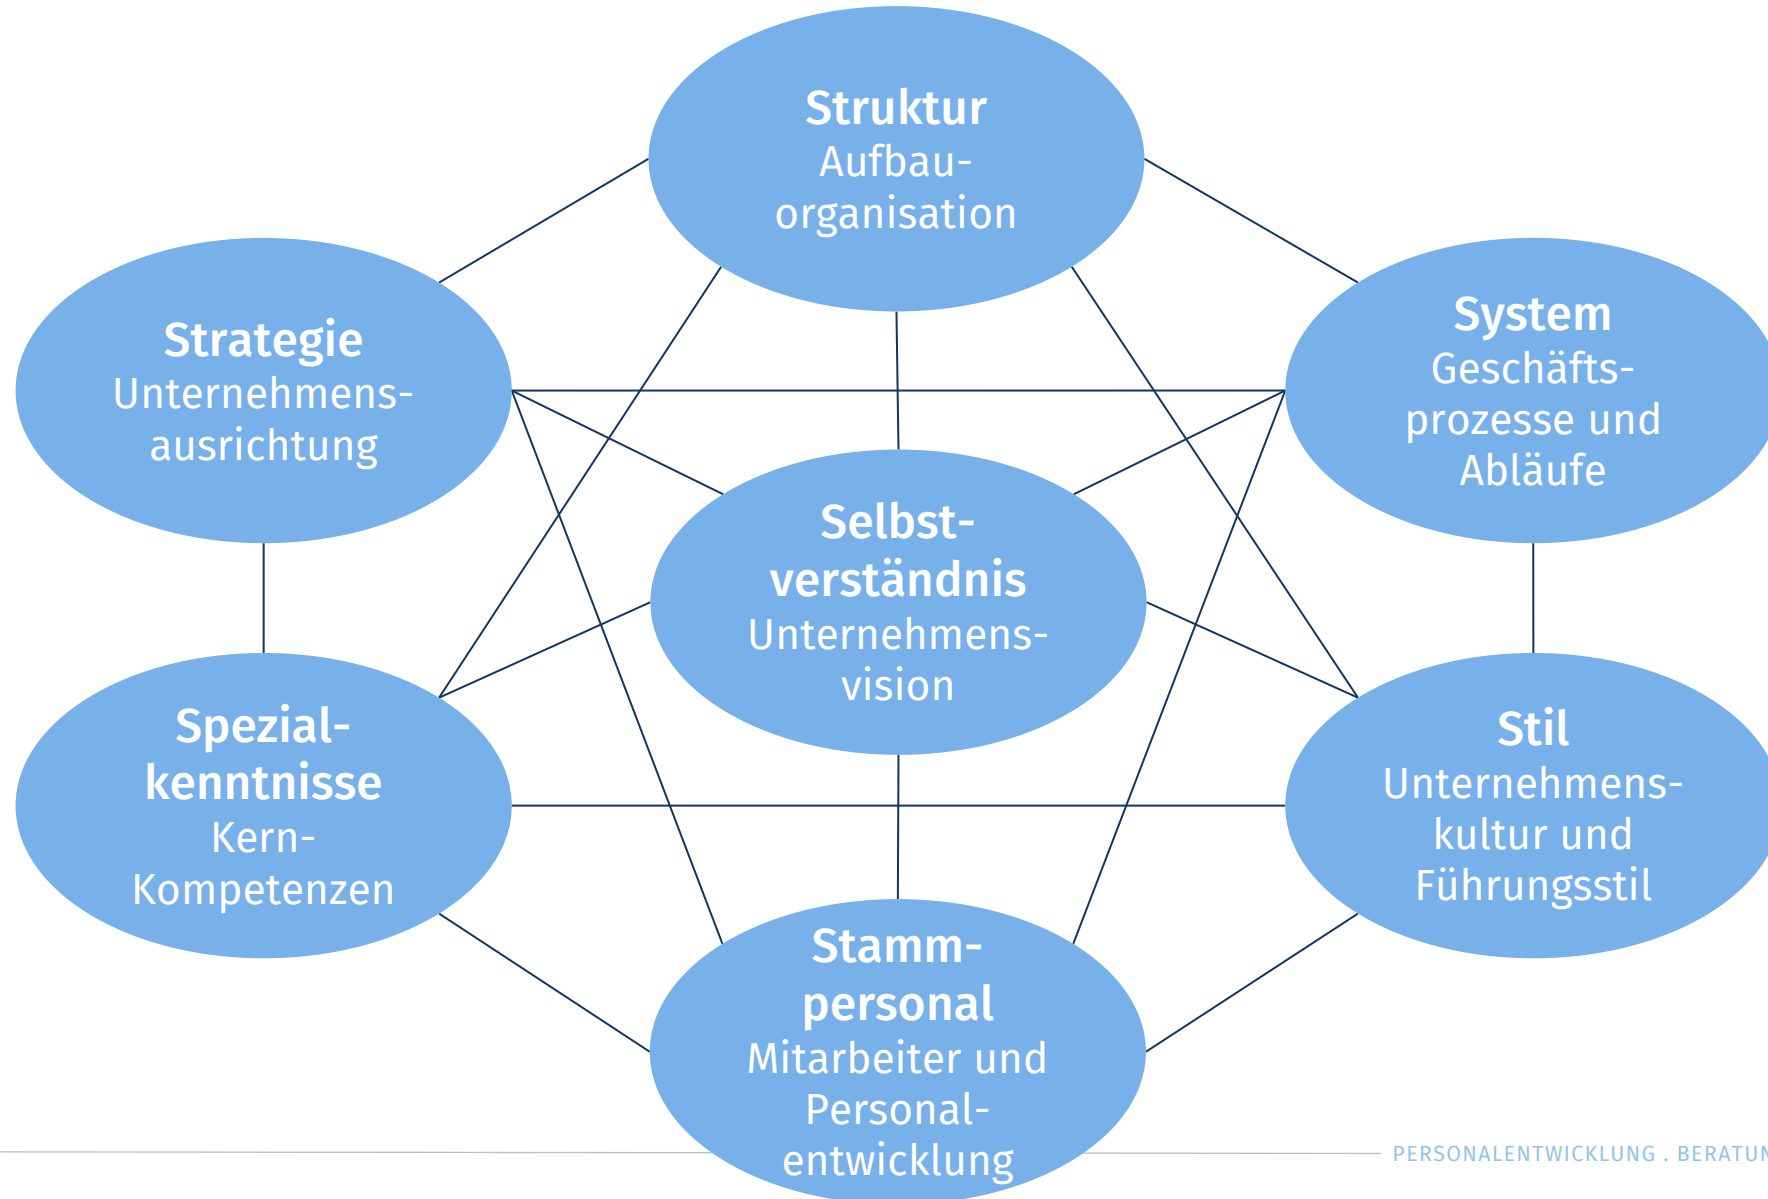 Struktur
Aufbau-
organisation
Strategie
Unternehmens-
ausrichtung
System
Geschäfts-
prozesse und
Abläufe
Selbst-
verständnis
Unternehmens-
vision
Spezial-
kenntnisse
Kern-
Kompetenzen
Stil
Unternehmens-
kultur und
Führungsstil
Stamm-
personal
Mitarbeiter und
Personal-
entwicklung
PERSONALENTWICKLUNG . BERATUN